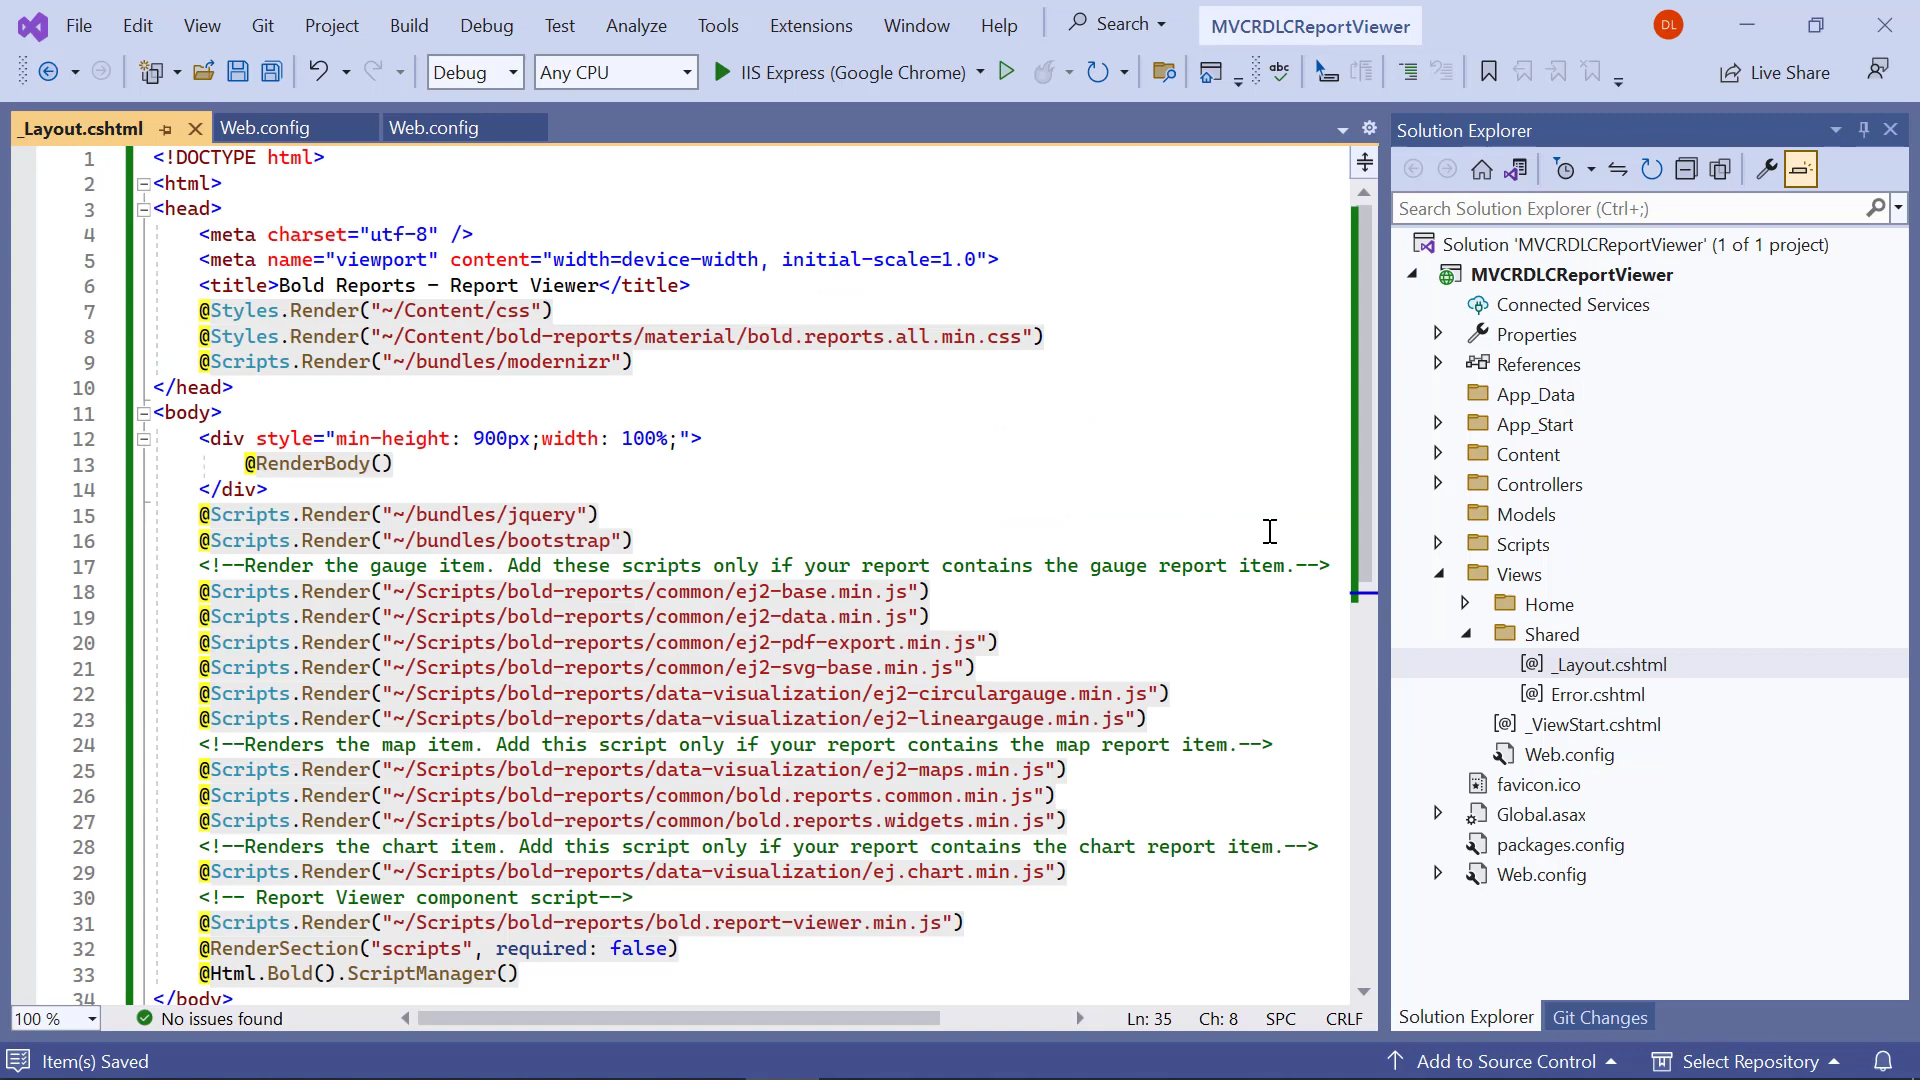 File Edit View Git Project Build Debug Test Analyze Tools Extensions Window Help Search MVCRDLCReportViewer DL
Debug Any CPU IIS Express (Google Chrome) abc Live Share
_Layout.cshtml Web.config Web.config
1 <!DOCTYPE html>
2 <html>
3 <head>
4 <meta charset="utf-8" />
5 <meta name="viewport" content="width=device-width, initial-scale=1.0">
6 <title>Bold Reports - Report Viewer</title>
7 @Styles.Render("~/Content/css")
8 @Styles.Render("~/Content/bold-reports/material/bold.reports.all.min.css")
9 @Scripts.Render("~/bundles/modernizr")
10 </head>
11 <body>
12 <div style="min-height: 900px;width: 100%;">
13 @RenderBody()
14 </div>
15 @Scripts.Render("~/bundles/jquery")
16 @Scripts.Render("~/bundles/bootstrap")
17 <!--Render the gauge item. Add these scripts only if your report contains the gauge report item.-->
18 @Scripts.Render("~/Scripts/bold-reports/common/ej2-base.min.js")
19 @Scripts.Render("~/Scripts/bold-reports/common/ej2-data.min.js")
20 @Scripts.Render("~/Scripts/bold-reports/common/ej2-pdf-export.min.js")
21 @Scripts.Render("~/Scripts/bold-reports/common/ej2-svg-base.min.js")
22 @Scripts.Render("~/Scripts/bold-reports/data-visualization/ej2-circulargauge.min.js")
23 @Scripts.Render("~/Scripts/bold-reports/data-visualization/ej2-lineargauge.min.js")
24 <!--Renders the map item. Add this script only if your report contains the map report item.-->
25 @Scripts.Render("~/Scripts/bold-reports/data-visualization/ej2-maps.min.js")
26 @Scripts.Render("~/Scripts/bold-reports/common/bold.reports.common.min.js")
27 @Scripts.Render("~/Scripts/bold-reports/common/bold.reports.widgets.min.js")
28 <!--Renders the chart item. Add this script only if your report contains the chart report item.-->
29 @Scripts.Render("~/Scripts/bold-reports/data-visualization/ej.chart.min.js")
30 <!-- Report Viewer component script-->
31 @Scripts.Render("~/Scripts/bold-reports/bold.report-viewer.min.js")
32 @RenderSection("scripts", required: false)
33 @Html.Bold().ScriptManager()
34 </body>
100 % No issues found Ln: 35 Ch: 8 SPC CRLF
Solution Explorer
Search Solution Explorer (Ctrl+;)
Solution 'MVCRDLCReportViewer' (1 of 1 project)
MVCRDLCReportViewer
Connected Services
Properties
References
App_Data
App_Start
Content
Controllers
Models
Scripts
Views
Home
Shared
_Layout.cshtml
Error.cshtml
_ViewStart.cshtml
Web.config
favicon.ico
Global.asax
packages.config
Web.config
Solution Explorer Git Changes
Item(s) Saved Add to Source Control Select Repository